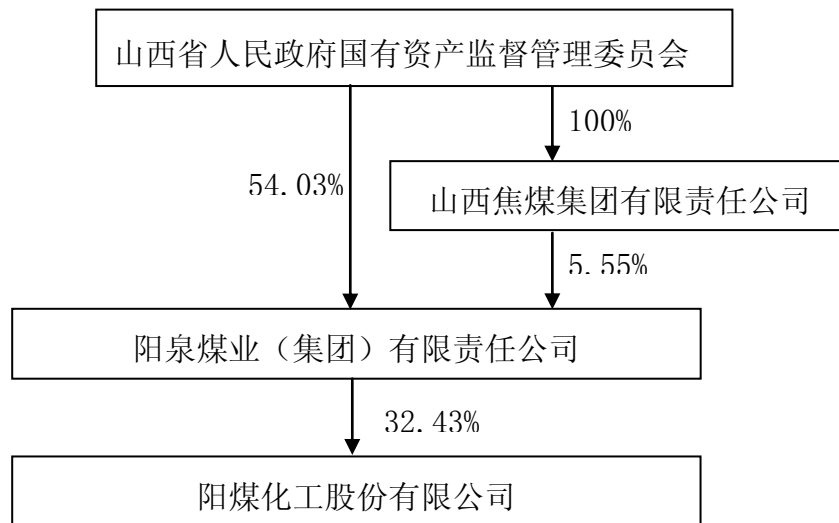 山西省人民政府国有资产监督管理委员会
100%
54.03%
山西焦煤集团有限责任公司
5.55%
阳泉煤业（集团）有限责任公司
32.43%
阳煤化工股份有限公司